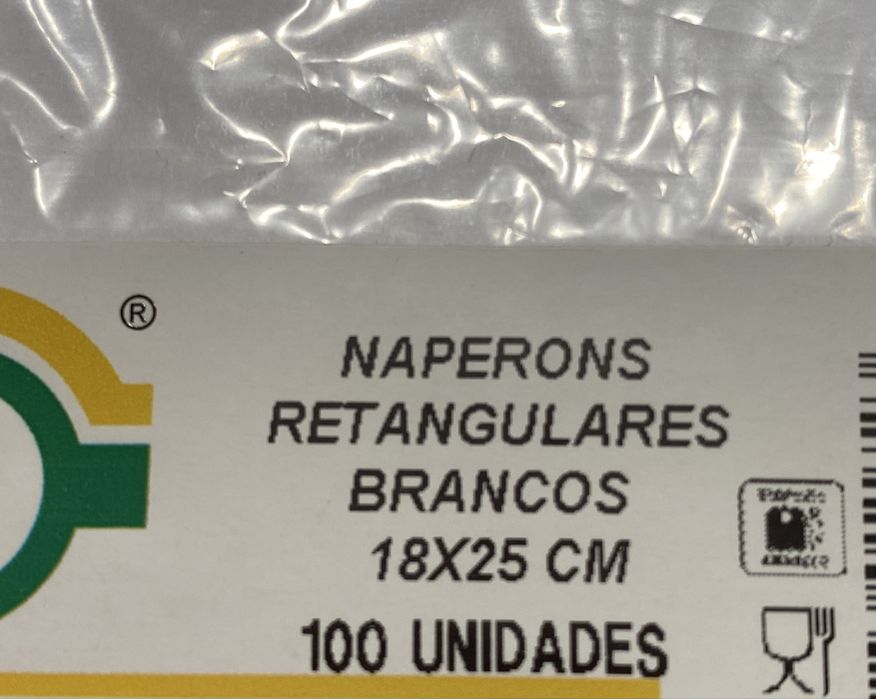 ®
NAPERONS
RETANGULARES
BRANCOS
18X25 CM
100 UNIDADES